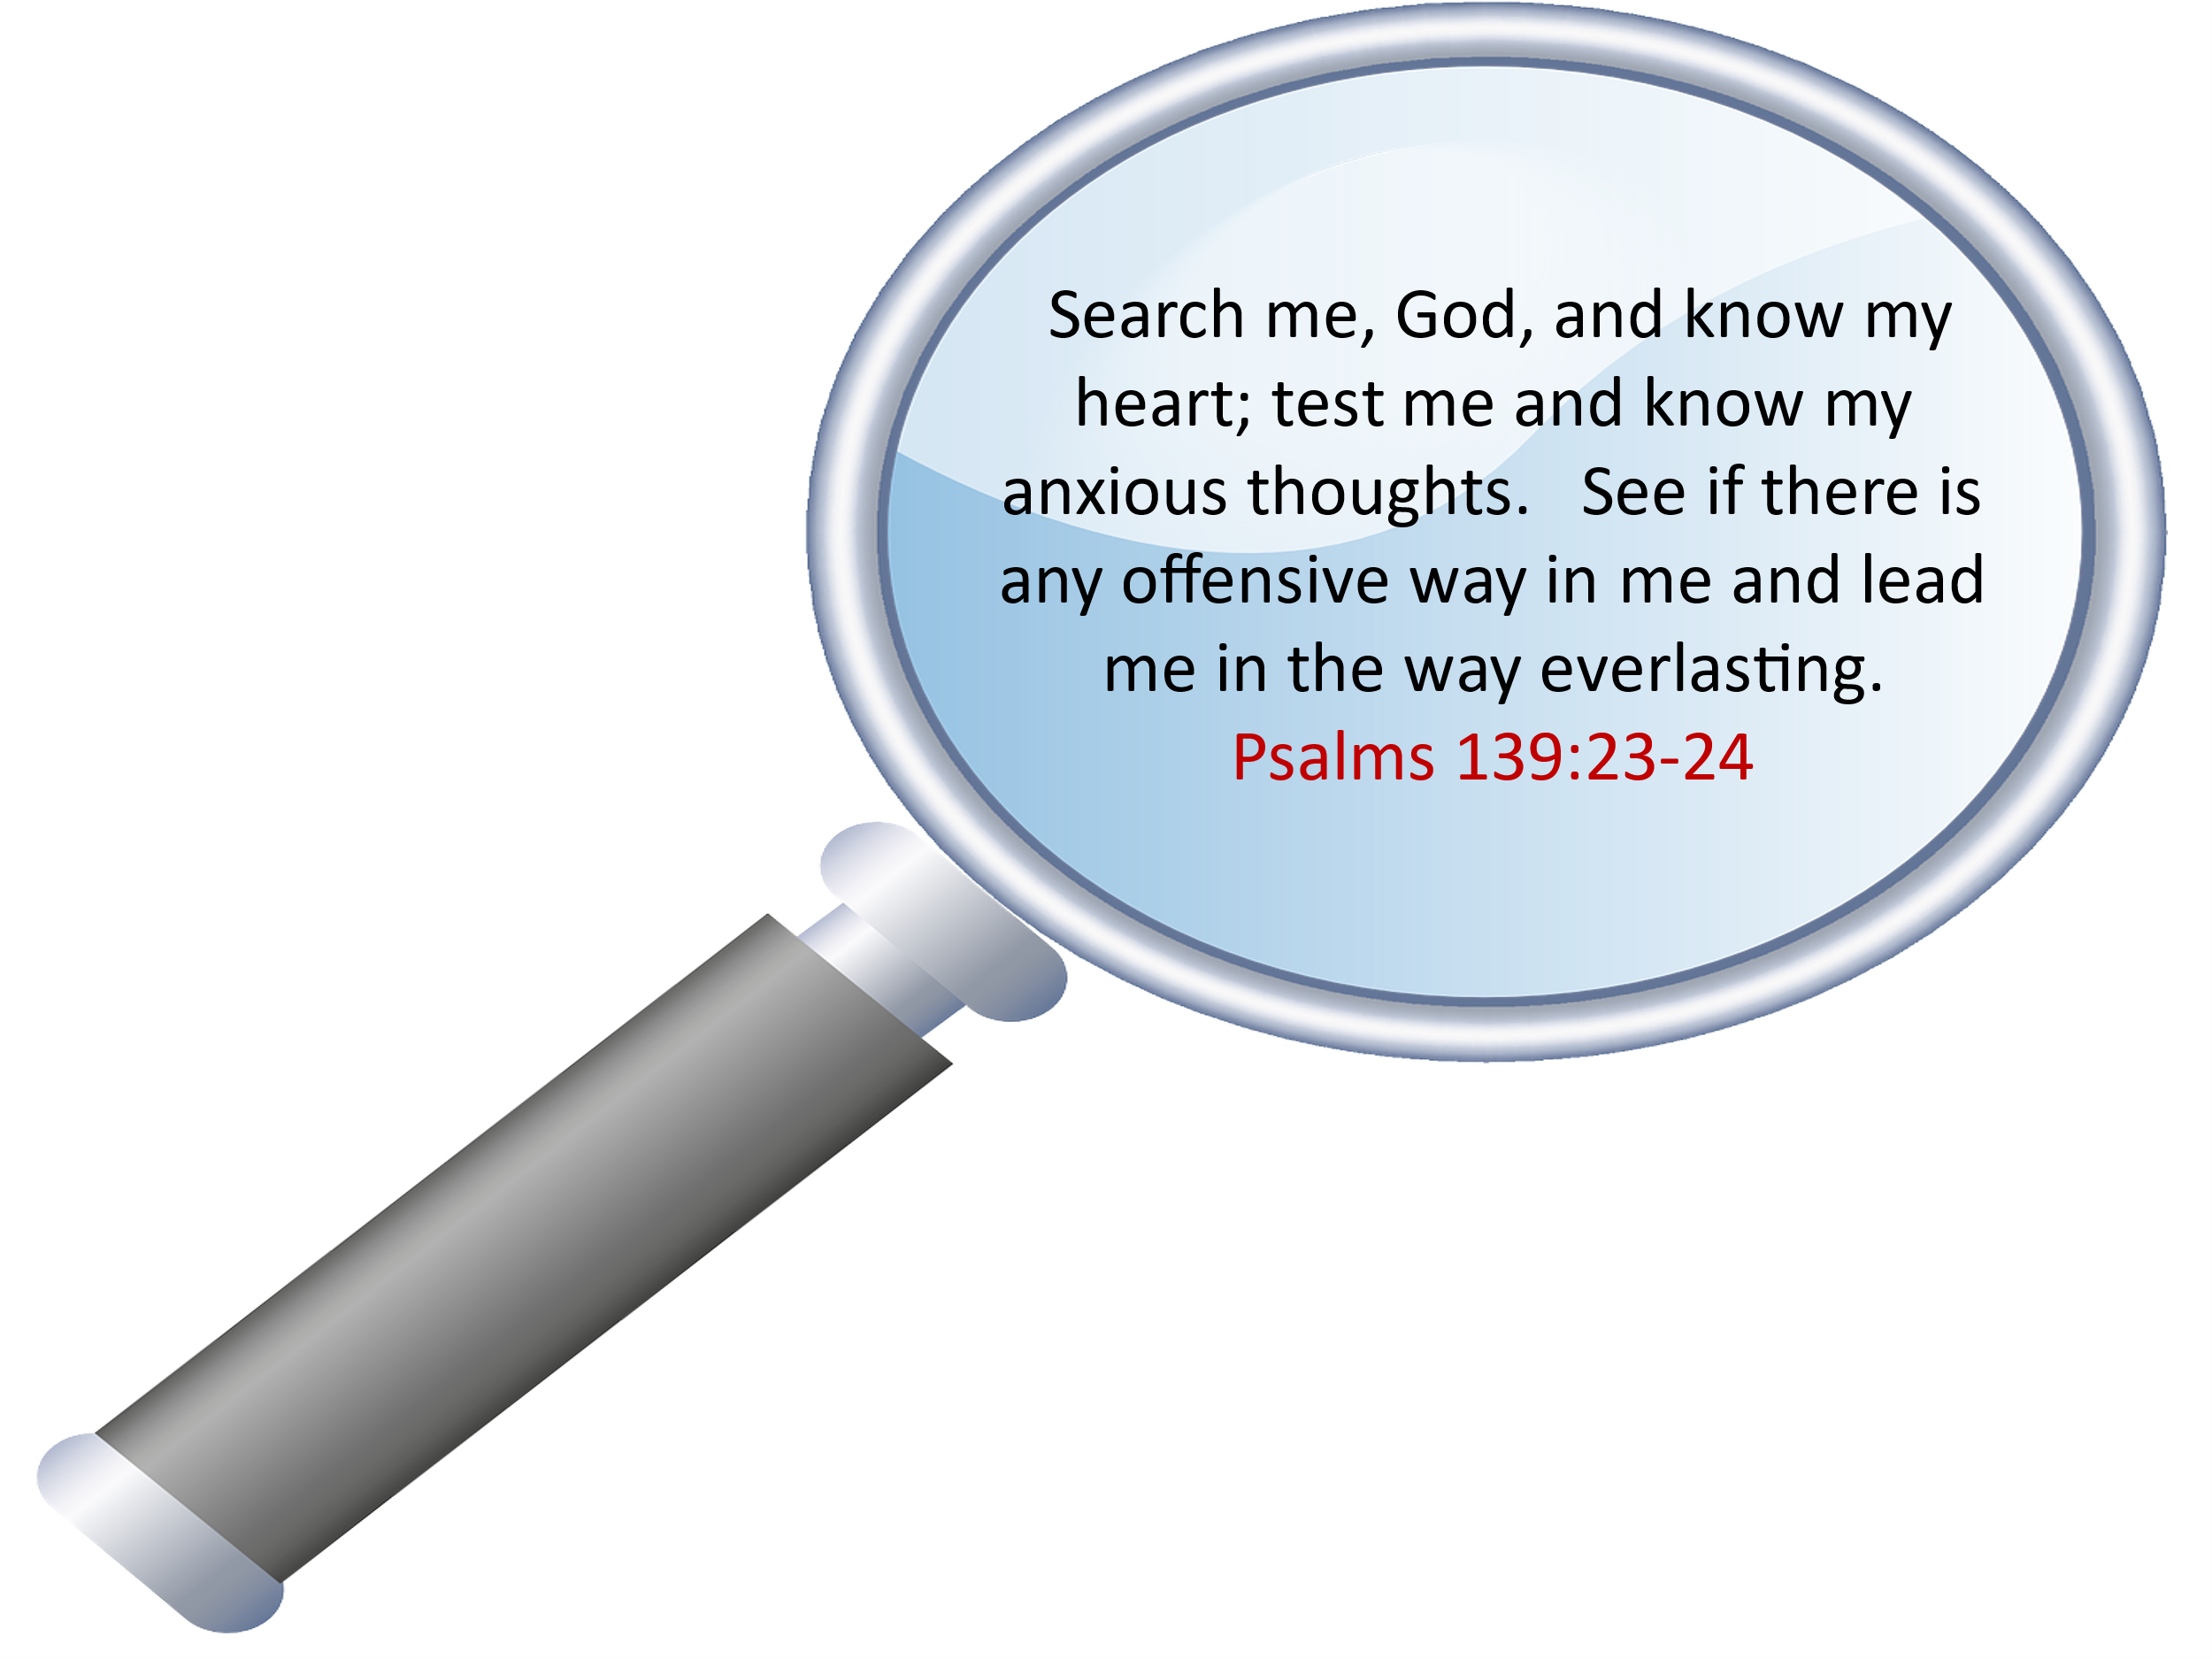 Search me, God, and know my
heart; test me and know my
anxious thoughts.   See if there is
any offensive way in me and lead
me in the way everlasting.
Psalms 139:23-24